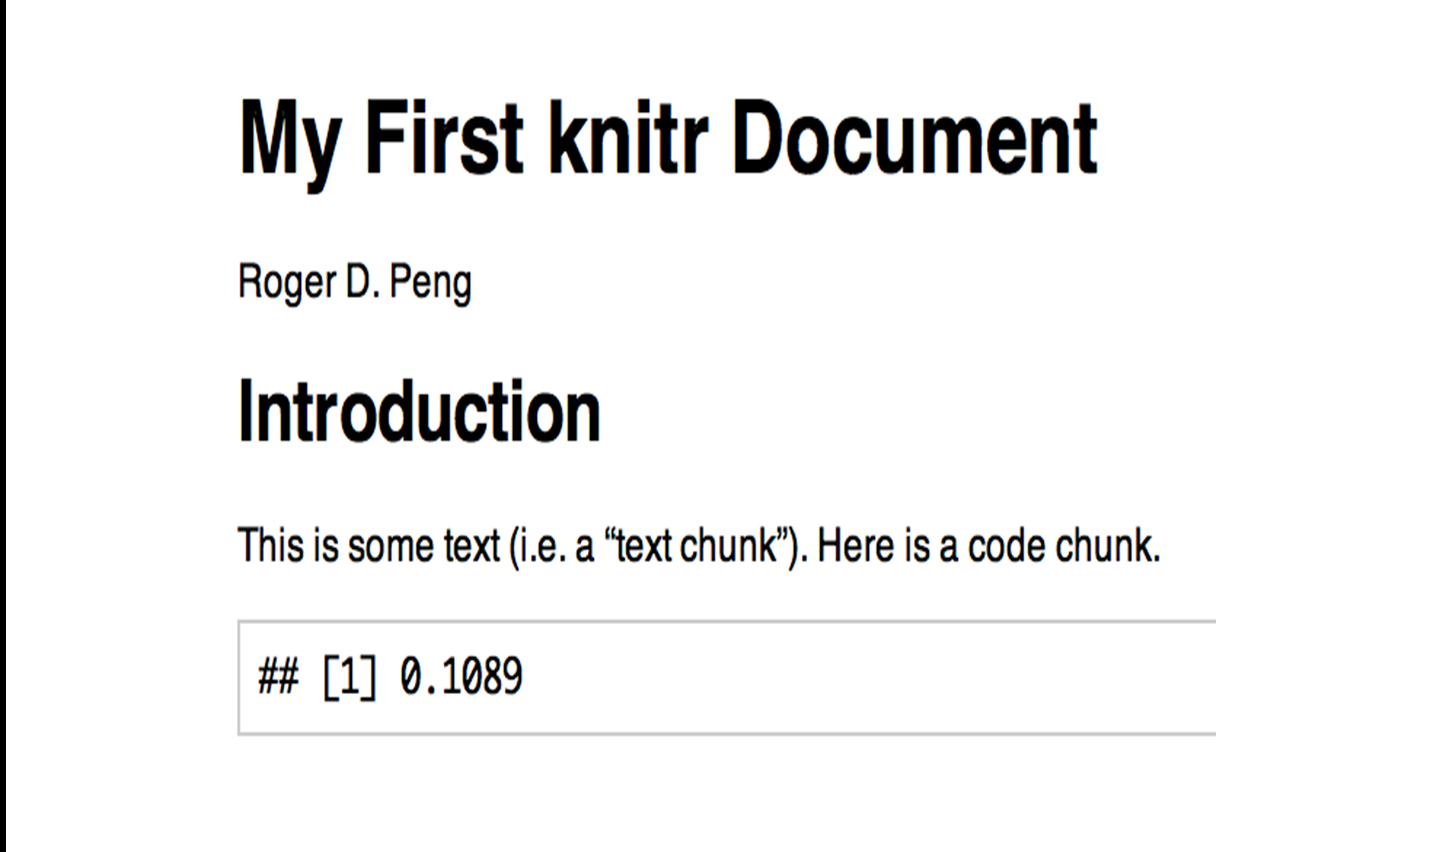 My First knitr Document
Roger D. Peng
Introduction
This is some text (i.e. a “text chunk”). Here is a code chunk.
## [1] 0.1089